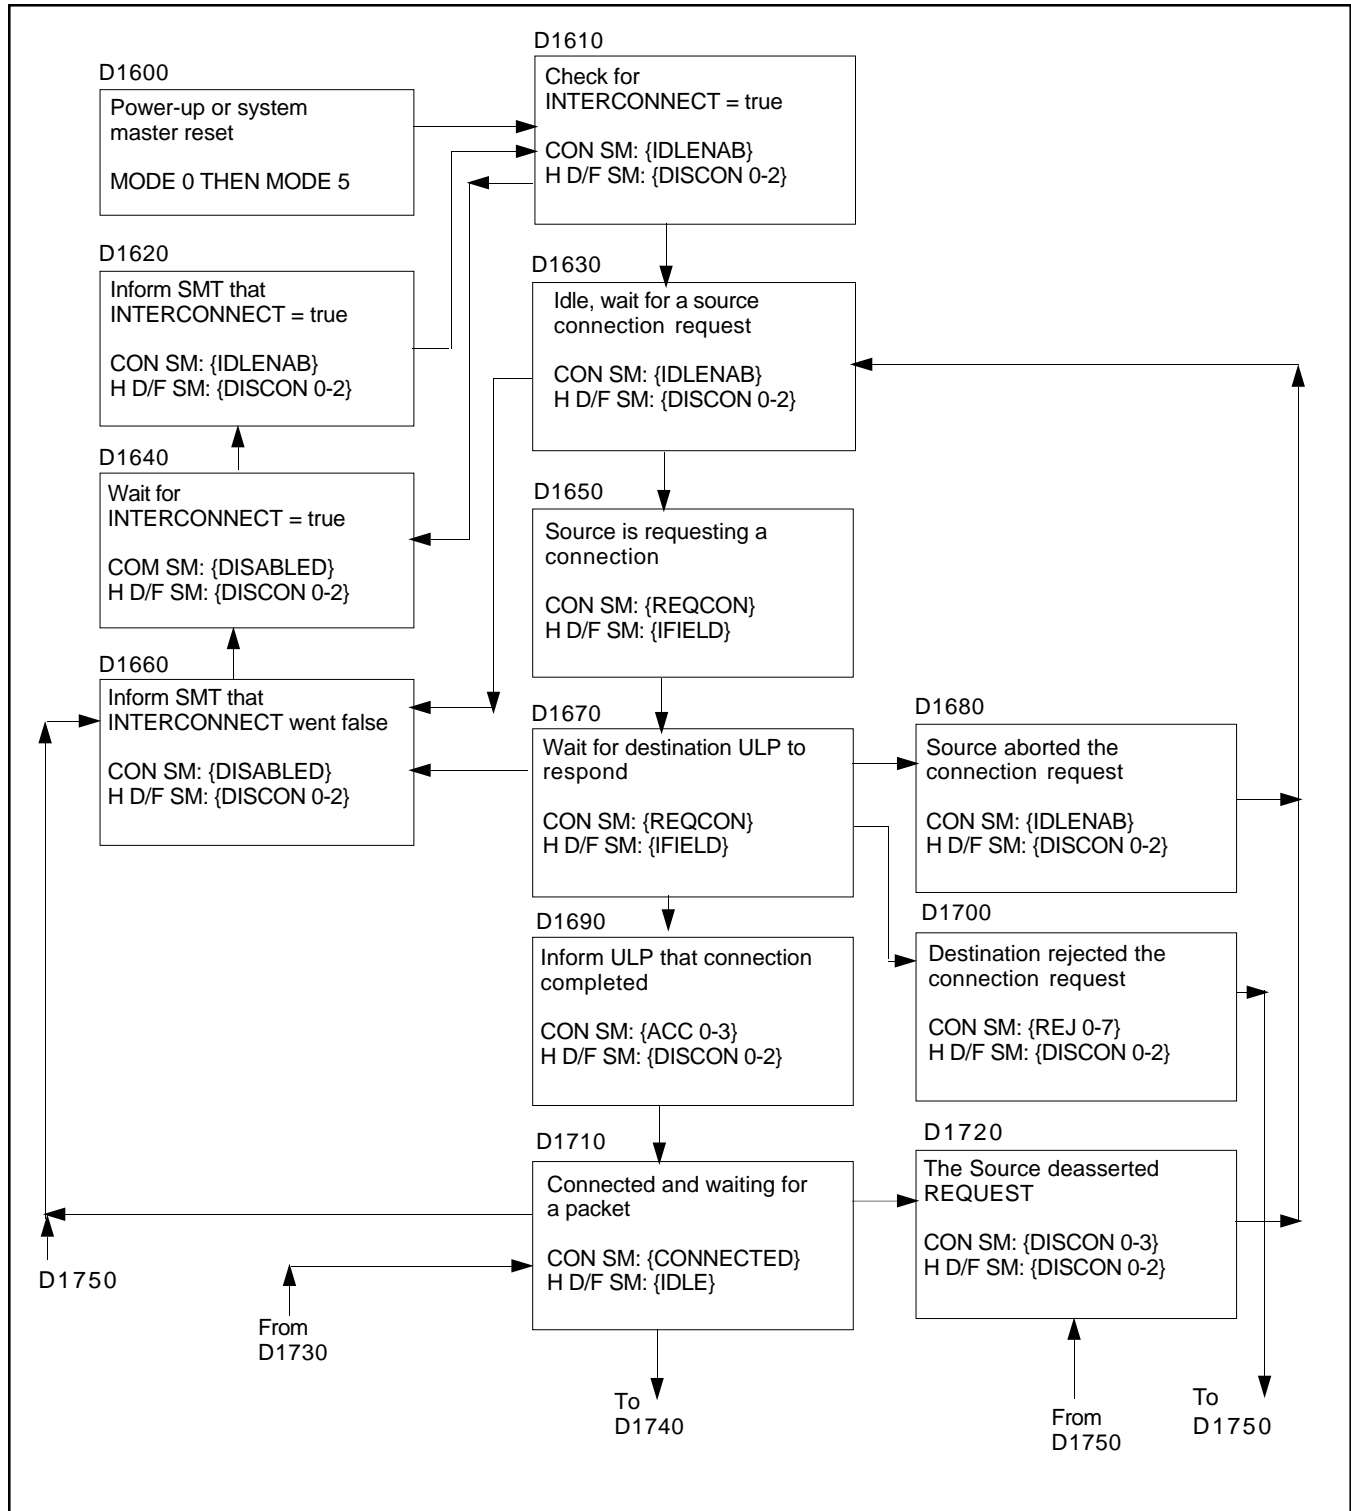 D1600
Power-up or system
master reset
MODE 0 THEN MODE 5
D1610
Check for
INTERCONNECT = true
CON SM: {IDLENAB}
H D/F SM: {DISCON 0-2}
D1620
Inform SMT that
INTERCONNECT = true
CON SM: {IDLENAB}
H D/F SM: {DISCON 0-2}
D1630
Idle, wait for a source
connection request
CON SM: {IDLENAB}
H D/F SM: {DISCON 0-2}
D1640
Wait for
INTERCONNECT = true
COM SM: {DISABLED}
H D/F SM: {DISCON 0-2}
D1650
Source is requesting a
connection
CON SM: {REQCON}
H D/F SM: {IFIELD}
D1660
Inform SMT that
INTERCONNECT went false
CON SM: {DISABLED}
H D/F SM: {DISCON 0-2}
D1670
Wait for destination ULP to
respond
CON SM: {REQCON}
H D/F SM: {IFIELD}
D1680
Source aborted the
connection request
CON SM: {IDLENAB}
H D/F SM: {DISCON 0-2}
D1690
Inform ULP that connection
completed
CON SM: {ACC 0-3}
H D/F SM: {DISCON 0-2}
D1700
Destination rejected the
connection request
CON SM: {REJ 0-7}
H D/F SM: {DISCON 0-2}
D1710
Connected and waiting for
a packet
CON SM: {CONNECTED}
H D/F SM: {IDLE}
D1720
The Source deasserted
REQUEST
CON SM: {DISCON 0-3}
H D/F SM: {DISCON 0-2}
D1750
From
D1730
To
D1740
From
D1750
To
D1750